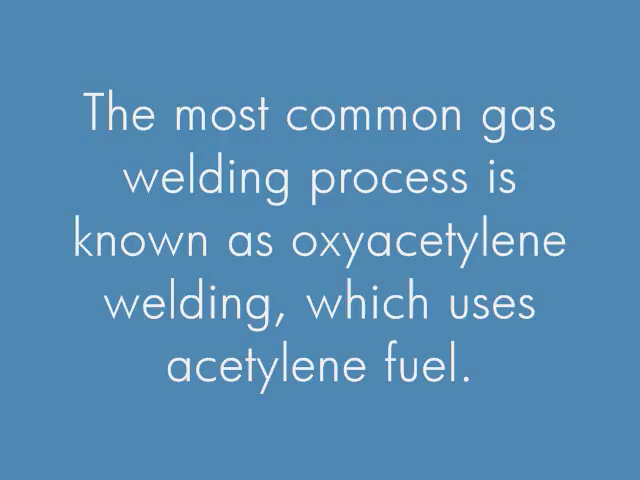 The most common gas
welding process is
known as oxyacetylene
welding, which uses
acetylene fuel.